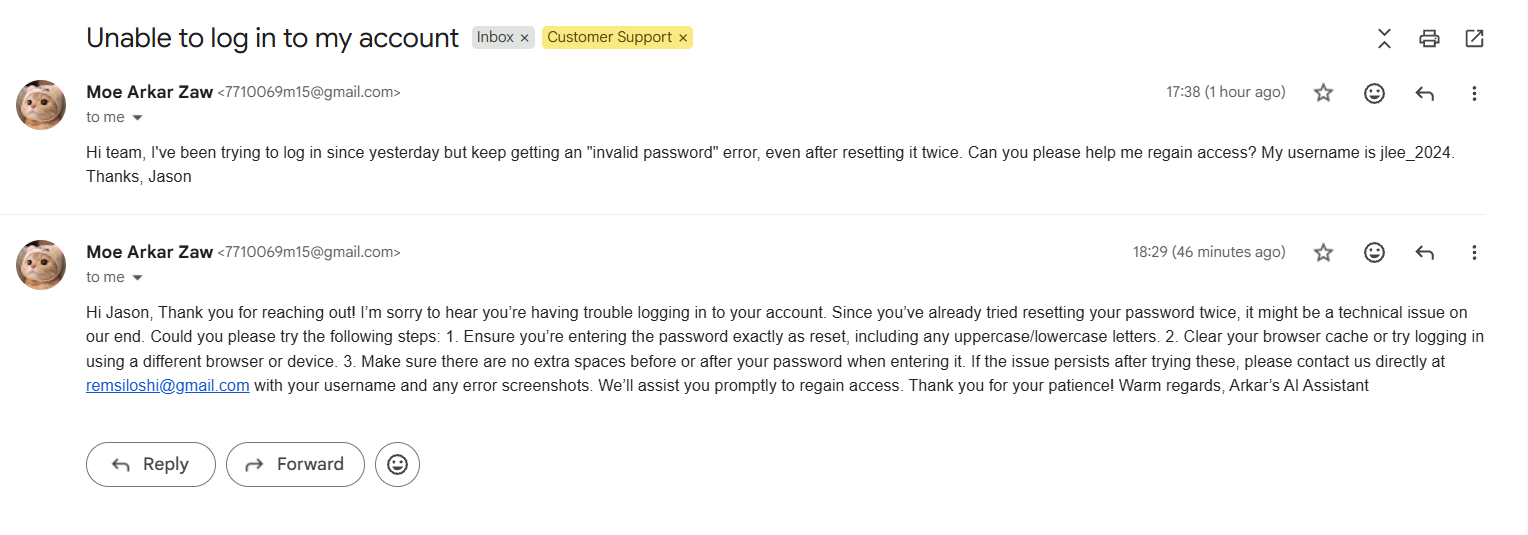 Unable to log in to my account Inbox × Customer Support ×
Moe Arkar Zaw <7710069m15@gmail.com> 17:38 (1 hour ago)
to me
Hi team, I've been trying to log in since yesterday but keep getting an "invalid password" error, even after resetting it twice. Can you please help me regain access? My username is jlee_2024.
Thanks, Jason
Moe Arkar Zaw <7710069m15@gmail.com> 18:29 (46 minutes ago)
to me
Hi Jason, Thank you for reaching out! I’m sorry to hear you’re having trouble logging in to your account. Since you’ve already tried resetting your password twice, it might be a technical issue on
our end. Could you please try the following steps: 1. Ensure you’re entering the password exactly as reset, including any uppercase/lowercase letters. 2. Clear your browser cache or try logging in
using a different browser or device. 3. Make sure there are no extra spaces before or after your password when entering it. If the issue persists after trying these, please contact us directly at
remsiloshi@gmail.com with your username and any error screenshots. We’ll assist you promptly to regain access. Thank you for your patience! Warm regards, Arkar’s AI Assistant
Reply Forward